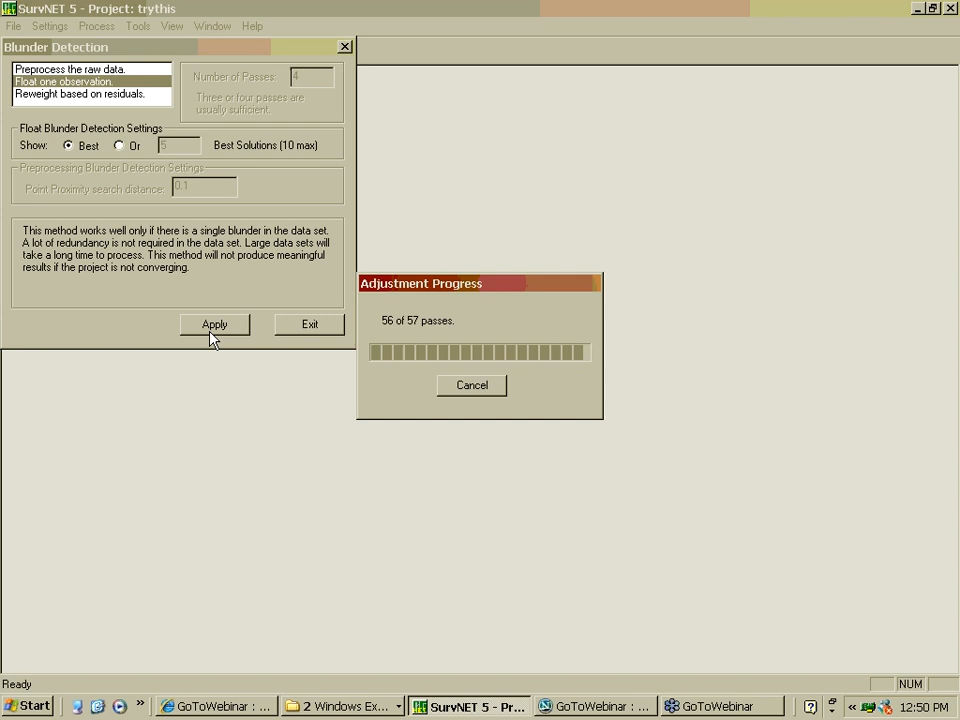 SurvNET 5 - Project: trythis
File Settings Process Tools View Window Help
Blunder Detection
Preprocess the raw data.
Float one observation.
Reweight based on residuals.
Number of Passes: 4
Three or four passes are
usually sufficient.
Float Blunder Detection Settings
Show: Best Or 5 Best Solutions (10 max)
Preprocessing Blunder Detection Settings
Point Proximity search distance: 0.1
This method works well only if there is a single blunder in the data set.
A lot of redundancy is not required in the data set. Large data sets will
take a long time to process. This method will not produce meaningful
results if the project is not converging.
Apply Exit
Adjustment Progress
56 of 57 passes.
Cancel
Ready NUM
Start » GoToWebinar : ... 2 Windows Ex... SurvNET 5 - Pr... GoToWebinar : ... GoToWebinar « 12:50 PM